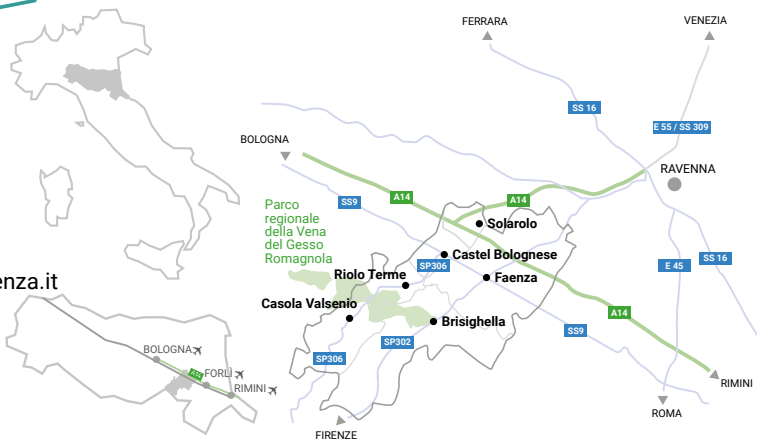 FERRARA
VENEZIA
SS 16
E 55 / SS 309
BOLOGNA
RAVENNA
A14
A14
SS9
Parco
regionale
della Vena
del Gesso
Romagnola
Solarolo
Castel Bolognese
SP306
E 45
SS 16
Riolo Terme
Faenza
enza.it
Casola Valsenio
A14
Brisighella
SS9
SP302
SP306
BOLOGNA
A14
FORLÌ
RIMINI
RIMINI
ROMA
FIRENZE